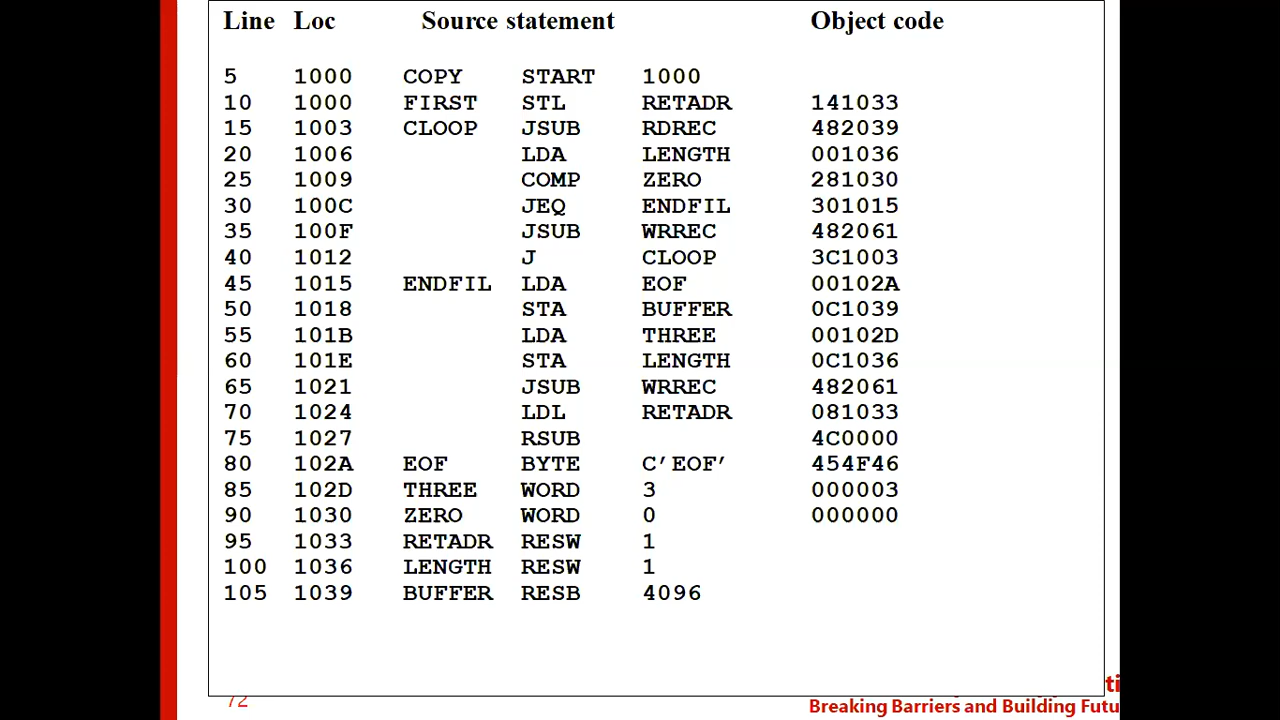 Line Loc Source statement Object code
5 1000 COPY START 1000
10 1000 FIRST STL RETADR 141033
15 1003 CLOOP JSUB RDREC 482039
20 1006 LDA LENGTH 001036
25 1009 COMP ZERO 281030
30 100C JEQ ENDFIL 301015
35 100F JSUB WRREC 482061
40 1012 J CLOOP 3C1003
45 1015 ENDFIL LDA EOF 00102A
50 1018 STA BUFFER 0C1039
55 101B LDA THREE 00102D
60 101E STA LENGTH 0C1036
65 1021 JSUB WRREC 482061
70 1024 LDL RETADR 081033
75 1027 RSUB 4C0000
80 102A EOF BYTE C’EOF’ 454F46
85 102D THREE WORD 3 000003
90 1030 ZERO WORD 0 000000
95 1033 RETADR RESW 1
100 1036 LENGTH RESW 1
105 1039 BUFFER RESB 4096
72
Breaking Barriers and Building Futu